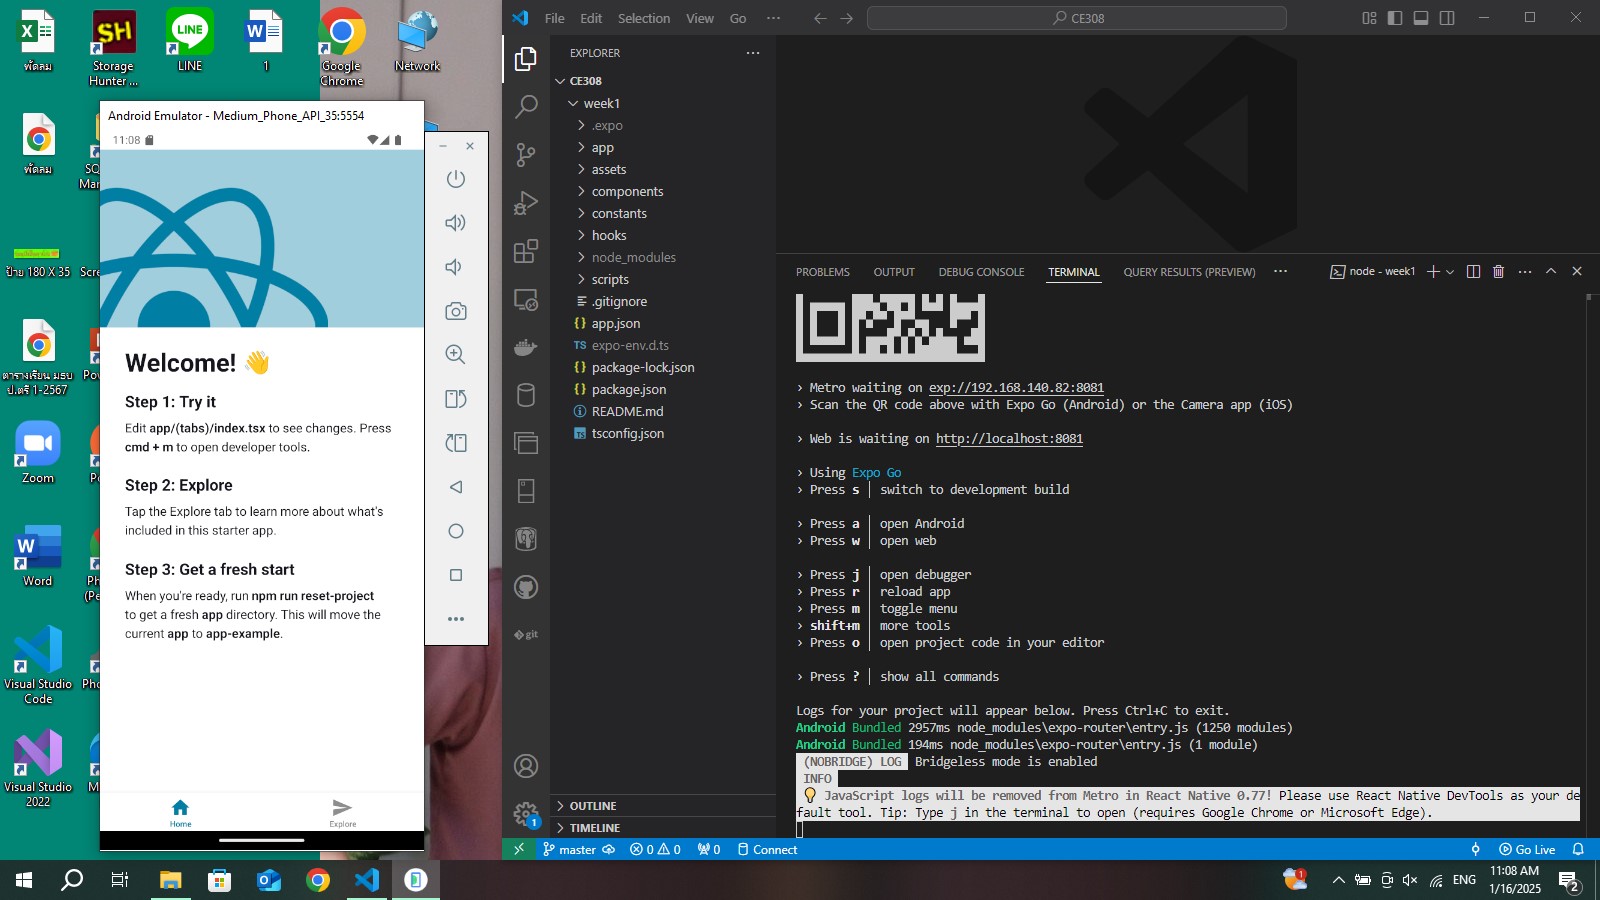 พัดลม
Storage
Hunter ...
LINE
1
Google
Chrome
Network
พัดลม
SQ
Mar
ป้าย 180 X 35
Scre
ตารางเรียน มธบ
ป.ตรี 1-2567
Pov
Zoom
Po
Word
Ph
(Pe
Visual Studio
Code
Pho
Visual Studio
2022
M
Android Emulator - Medium_Phone_API_35:5554
11:08
Welcome! 👋
Step 1: Try it
Edit app/(tabs)/index.tsx to see changes. Press
cmd + m to open developer tools.
Step 2: Explore
Tap the Explore tab to learn more about what's
included in this starter app.
Step 3: Get a fresh start
When you're ready, run npm run reset-project
to get a fresh app directory. This will move the
current app to app-example.
Home
Explore
File Edit Selection View Go ···
CE308
EXPLORER
CE308
week1
.expo
app
assets
components
constants
hooks
node_modules
scripts
.gitignore
{} app.json
TS expo-env.d.ts
{} package-lock.json
{} package.json
README.md
TS tsconfig.json
OUTLINE
TIMELINE
git
1
PROBLEMS OUTPUT DEBUG CONSOLE TERMINAL QUERY RESULTS (PREVIEW) ··· node - week1
› Metro waiting on exp://192.168.140.82:8081
› Scan the QR code above with Expo Go (Android) or the Camera app (iOS)
› Web is waiting on http://localhost:8081
› Using Expo Go
› Press s │ switch to development build
› Press a │ open Android
› Press w │ open web
› Press j │ open debugger
› Press r │ reload app
› Press m │ toggle menu
› shift+m │ more tools
› Press o │ open project code in your editor
› Press ? │ show all commands
Logs for your project will appear below. Press Ctrl+C to exit.
Android Bundled 2957ms node_modules\expo-router\entry.js (1250 modules)
Android Bundled 194ms node_modules\expo-router\entry.js (1 module)
(NOBRIDGE) LOG Bridgeless mode is enabled
INFO
💡 JavaScript logs will be removed from Metro in React Native 0.77! Please use React Native DevTools as your de
fault tool. Tip: Type j in the terminal to open (requires Google Chrome or Microsoft Edge).
master 0 0 0 Connect Go Live
1
ENG
11:08 AM
1/16/2025
2